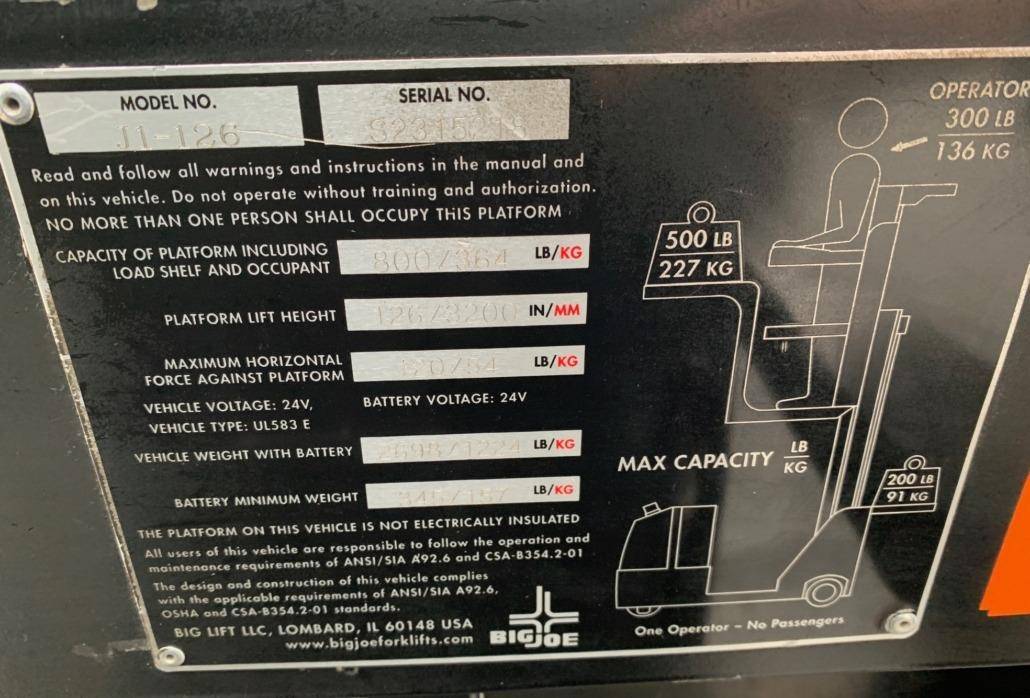 MODEL NO.
J1-126
SERIAL NO.
Read and follow all warnings and instructions in the manual and
on this vehicle. Do not operate without training and authorization.
NO MORE THAN ONE PERSON SHALL OCCUPY THIS PLATFORM
CAPACITY OF PLATFORM INCLUDING
LOAD SHELF AND OCCUPANT
800/364 LB/KG
PLATFORM LIFT HEIGHT 126/3200 IN/MM
MAXIMUM HORIZONTAL
FORCE AGAINST PLATFORM
LB/KG
VEHICLE VOLTAGE: 24V, BATTERY VOLTAGE: 24V
VEHICLE TYPE: UL583 E
VEHICLE WEIGHT WITH BATTERY 2698/1224 LB/KG
BATTERY MINIMUM WEIGHT 345/157 LB/KG
THE PLATFORM ON THIS VEHICLE IS NOT ELECTRICALLY INSULATED
All users of this vehicle are responsible to follow the operation and
maintenance requirements of ANSI/SIA A92.6 and CSA-B354.2-01
The design and construction of this vehicle complies
with the applicable requirements of ANSI/SIA A92.6,
OSHA and CSA-B354.2-01 standards.
BIG LIFT LLC, LOMBARD, IL 60148 USA
www.bigjoeforklifts.com
BIG JOE
OPERATOR
300 LB
136 KG
500 LB
227 KG
MAX CAPACITY LB
KG
200 LB
91 KG
One Operator – No Passengers